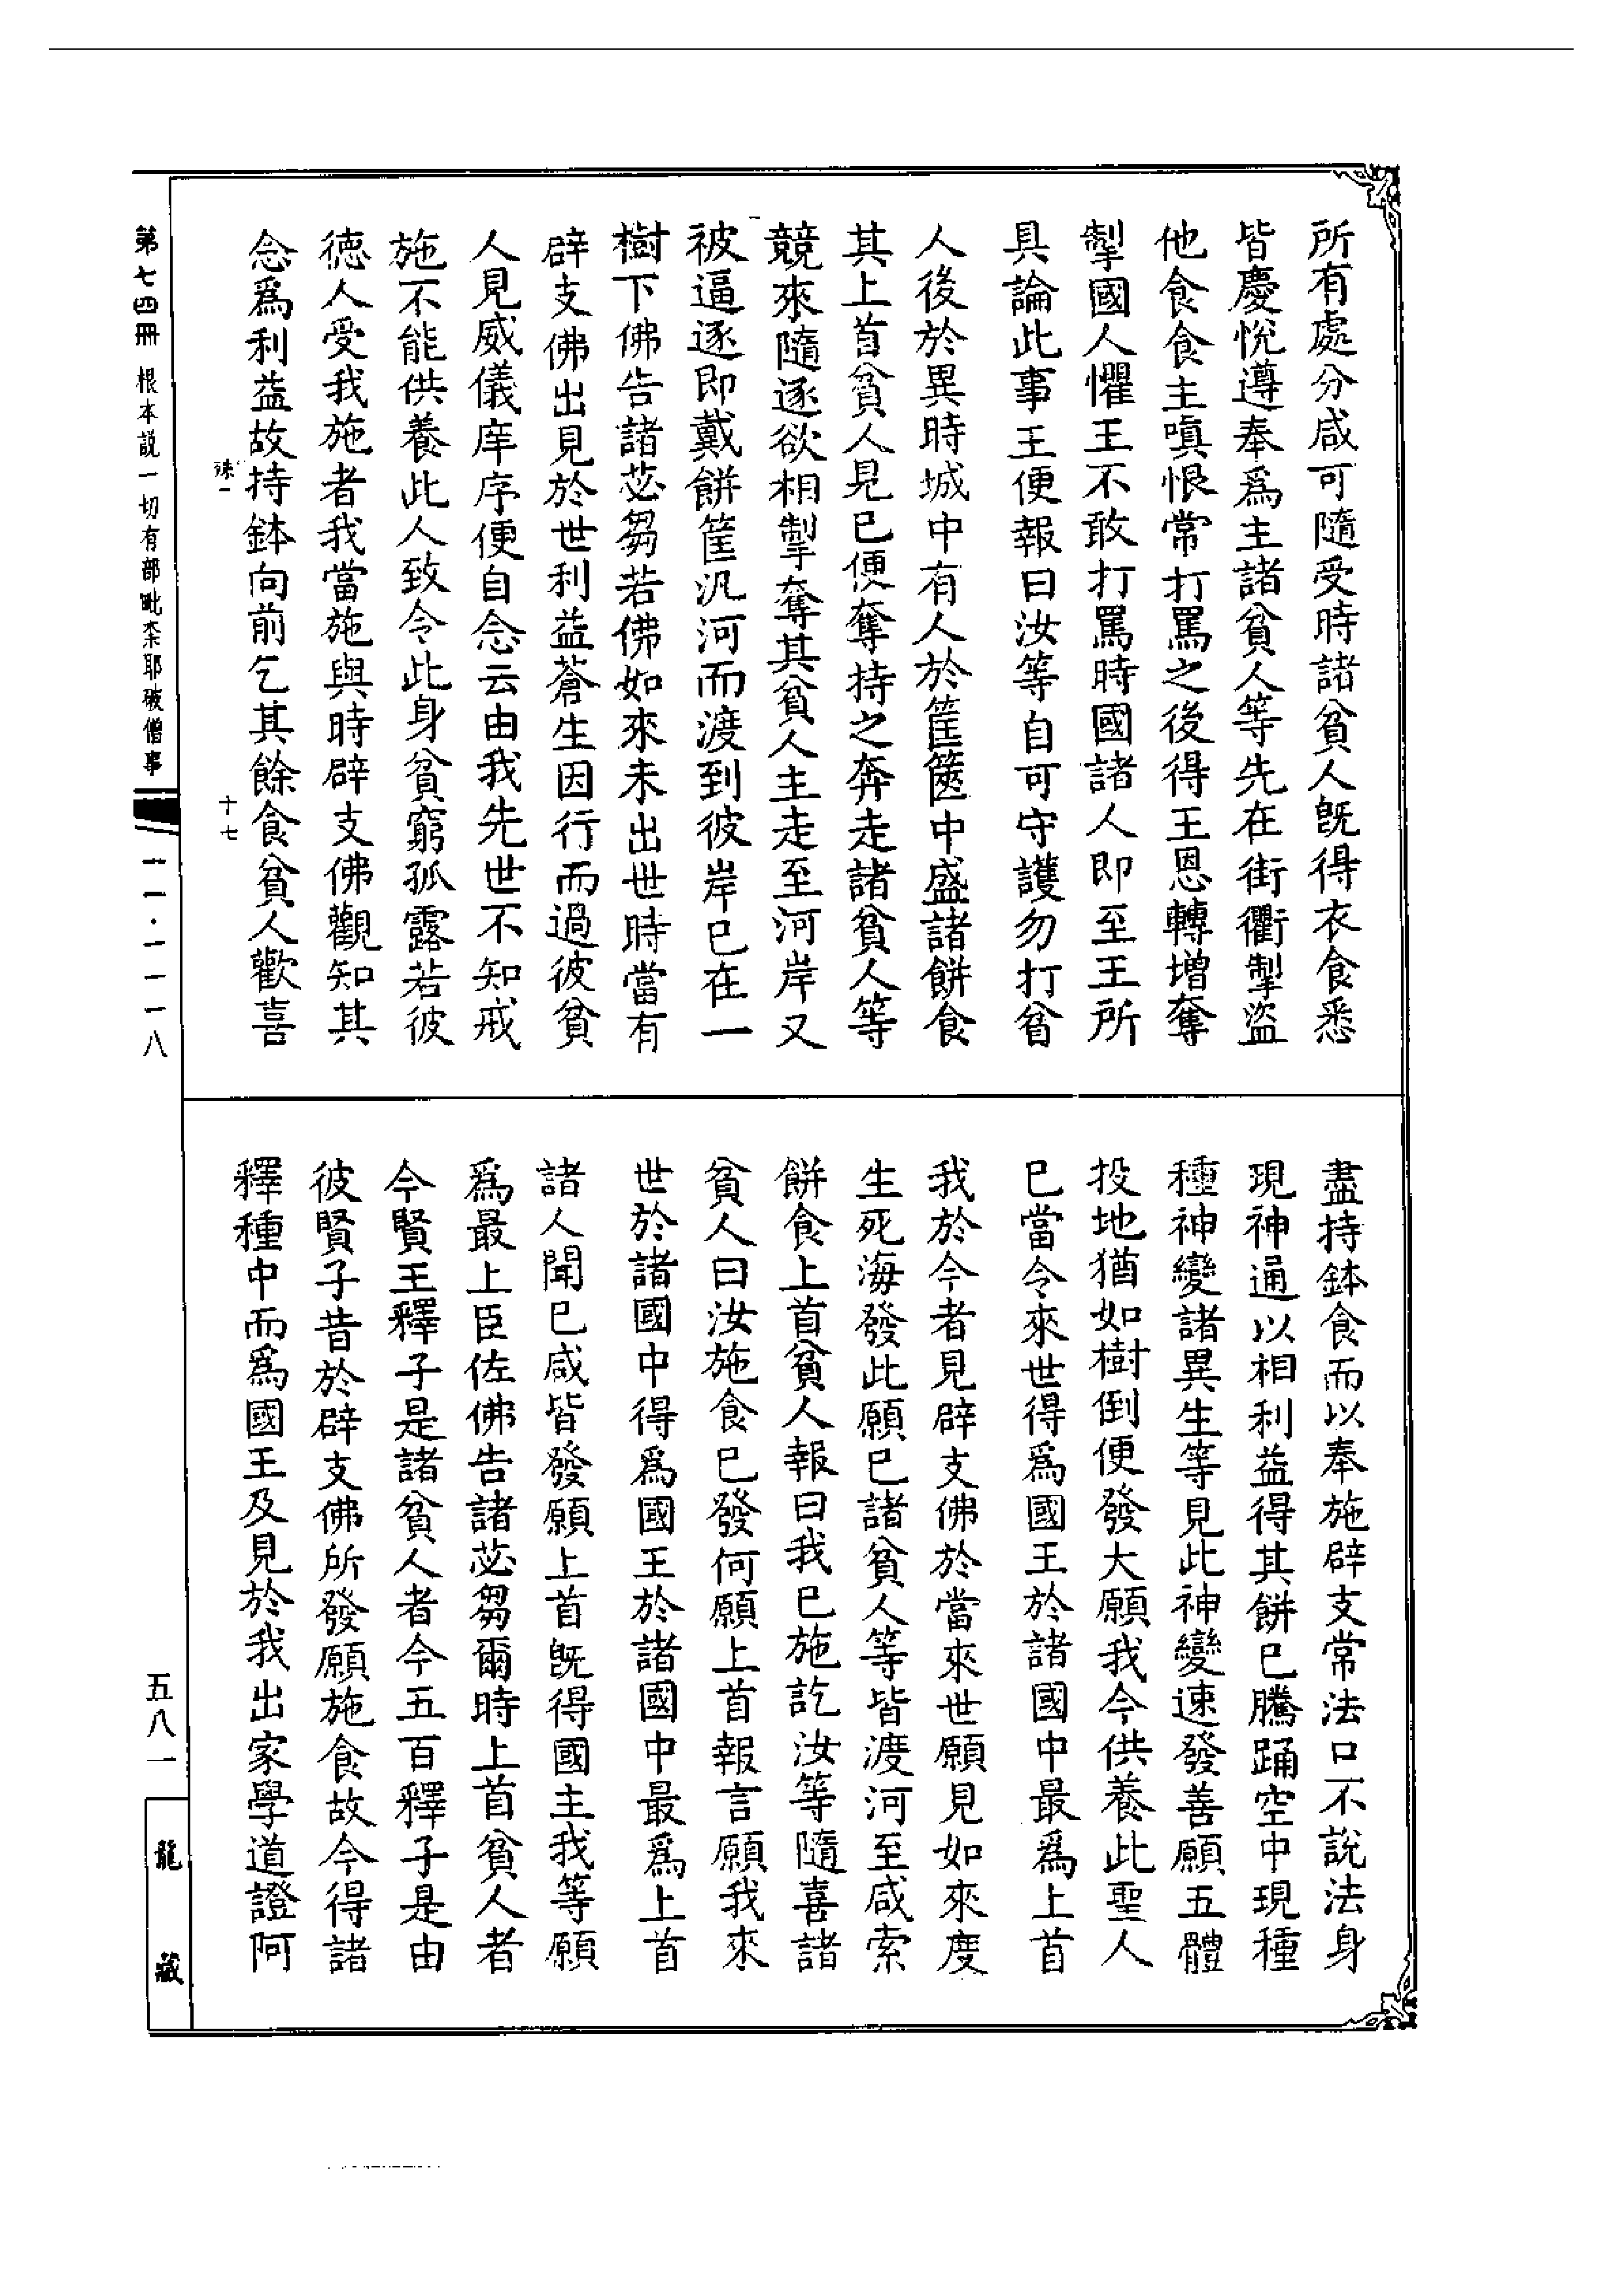 所有處分咸可隨受時諸貧人旣得衣食悉
皆慶悅遵奉爲主諸貧人等先在街衢掣盜
他食食主嗔恨常打罵之後得王恩轉增奪
掣國人懼王不敢打罵時國諸人即至王所
具論此事王便報曰汝等自可守護勿打貧
人後於異時城中有人於筐篋中盛諸餅食
其上首貧人見已便奪持之奔走諸貧人等
競來隨逐欲相掣奪其貧人主走至河岸又
被逼逐即戴餅筐汎河而渡到彼岸已在一
樹下佛告諸苾芻若佛如來未出世時當有
辟支佛出見於世利益蒼生因行而過彼貧
人見威儀庠序便自念云由我先世不知戒
施不能供養此人致令此身貧窮孤露若彼
德人受我施者我當施與時辟支佛觀知其
念爲利益故持鉢向前乞其餘食貧人歡喜
殊一
十七
盡持鉢食而以奉施辟支常法口不說法身
現神通以相利益得其餅已騰踊空中現種
種神變諸異生等見此神變速發善願五體
投地猶如樹倒便發大願我今供養此聖人
已當令來世得爲國王於諸國中最爲上首
我於今者見辟支佛於當來世願見如來度
生死海發此願已諸貧人等皆渡河至咸索
餅食上首貧人報曰我已施訖汝等隨喜諸
貧人曰汝施食已發何願上首報言願我來
世於諸國中得爲國王於諸國中最爲上首
諸人聞已咸皆發願上首旣得國主我等願
爲最上臣佐佛告諸苾芻爾時上首貧人者
今賢王釋子是諸貧人者今五百釋子是由
彼賢子昔於辟支佛所發願施食故今得諸
釋種中而爲國王及見於我出家學道證阿
第七四冊 根本說一切有部毗奈耶破僧事
一一·一一一八
五八一
龍藏